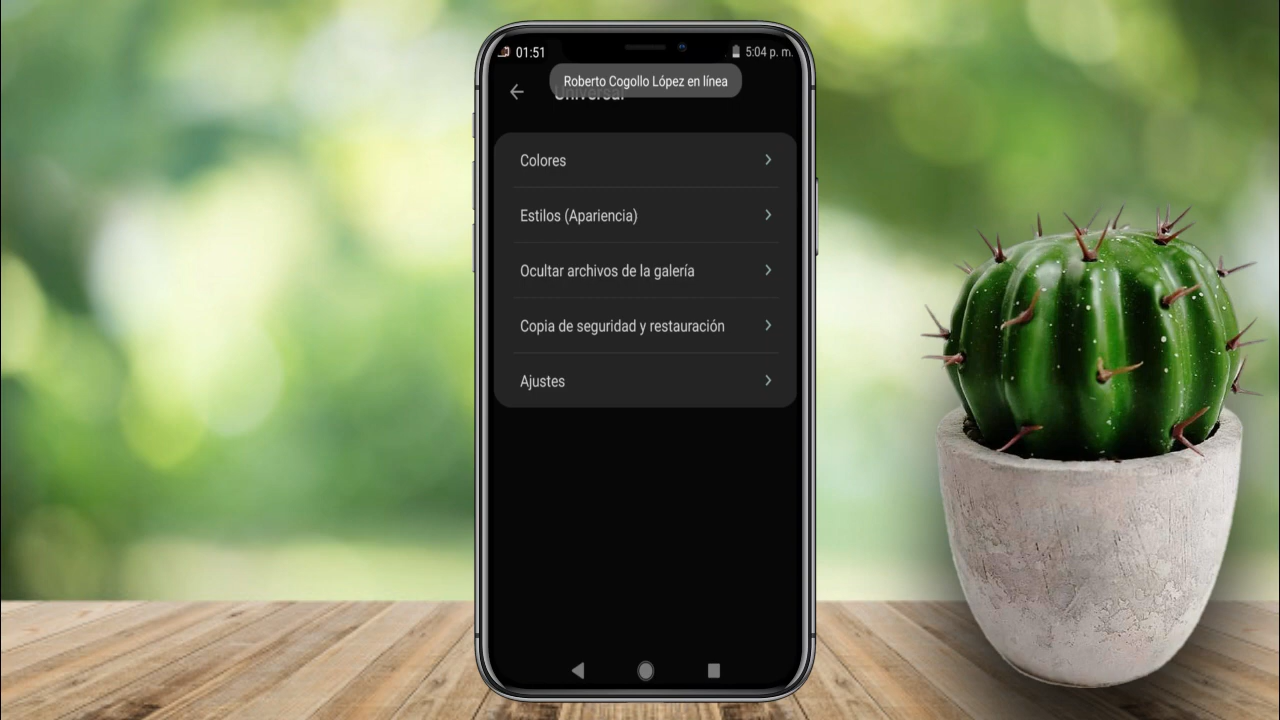 01:51
5:04 p. m.
Roberto Cogollo López en línea
Universal
Colores
Estilos (Apariencia)
Ocultar archivos de la galería
Copia de seguridad y restauración
Ajustes